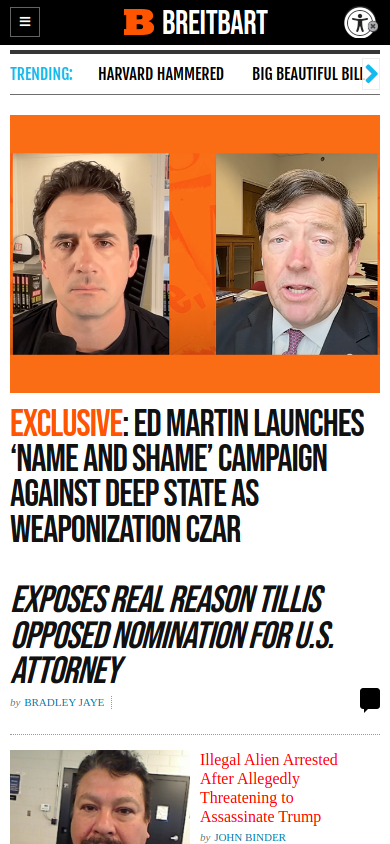 B BREITBART
TRENDING: HARVARD HAMMERED BIG BEAUTIFUL BILL
EXCLUSIVE: ED MARTIN LAUNCHES
‘NAME AND SHAME’ CAMPAIGN
AGAINST DEEP STATE AS
WEAPONIZATION CZAR
EXPOSES REAL REASON TILLIS
OPPOSED NOMINATION FOR U.S.
ATTORNEY
by BRADLEY JAYE
Illegal Alien Arrested
After Allegedly
Threatening to
Assassinate Trump
by JOHN BINDER